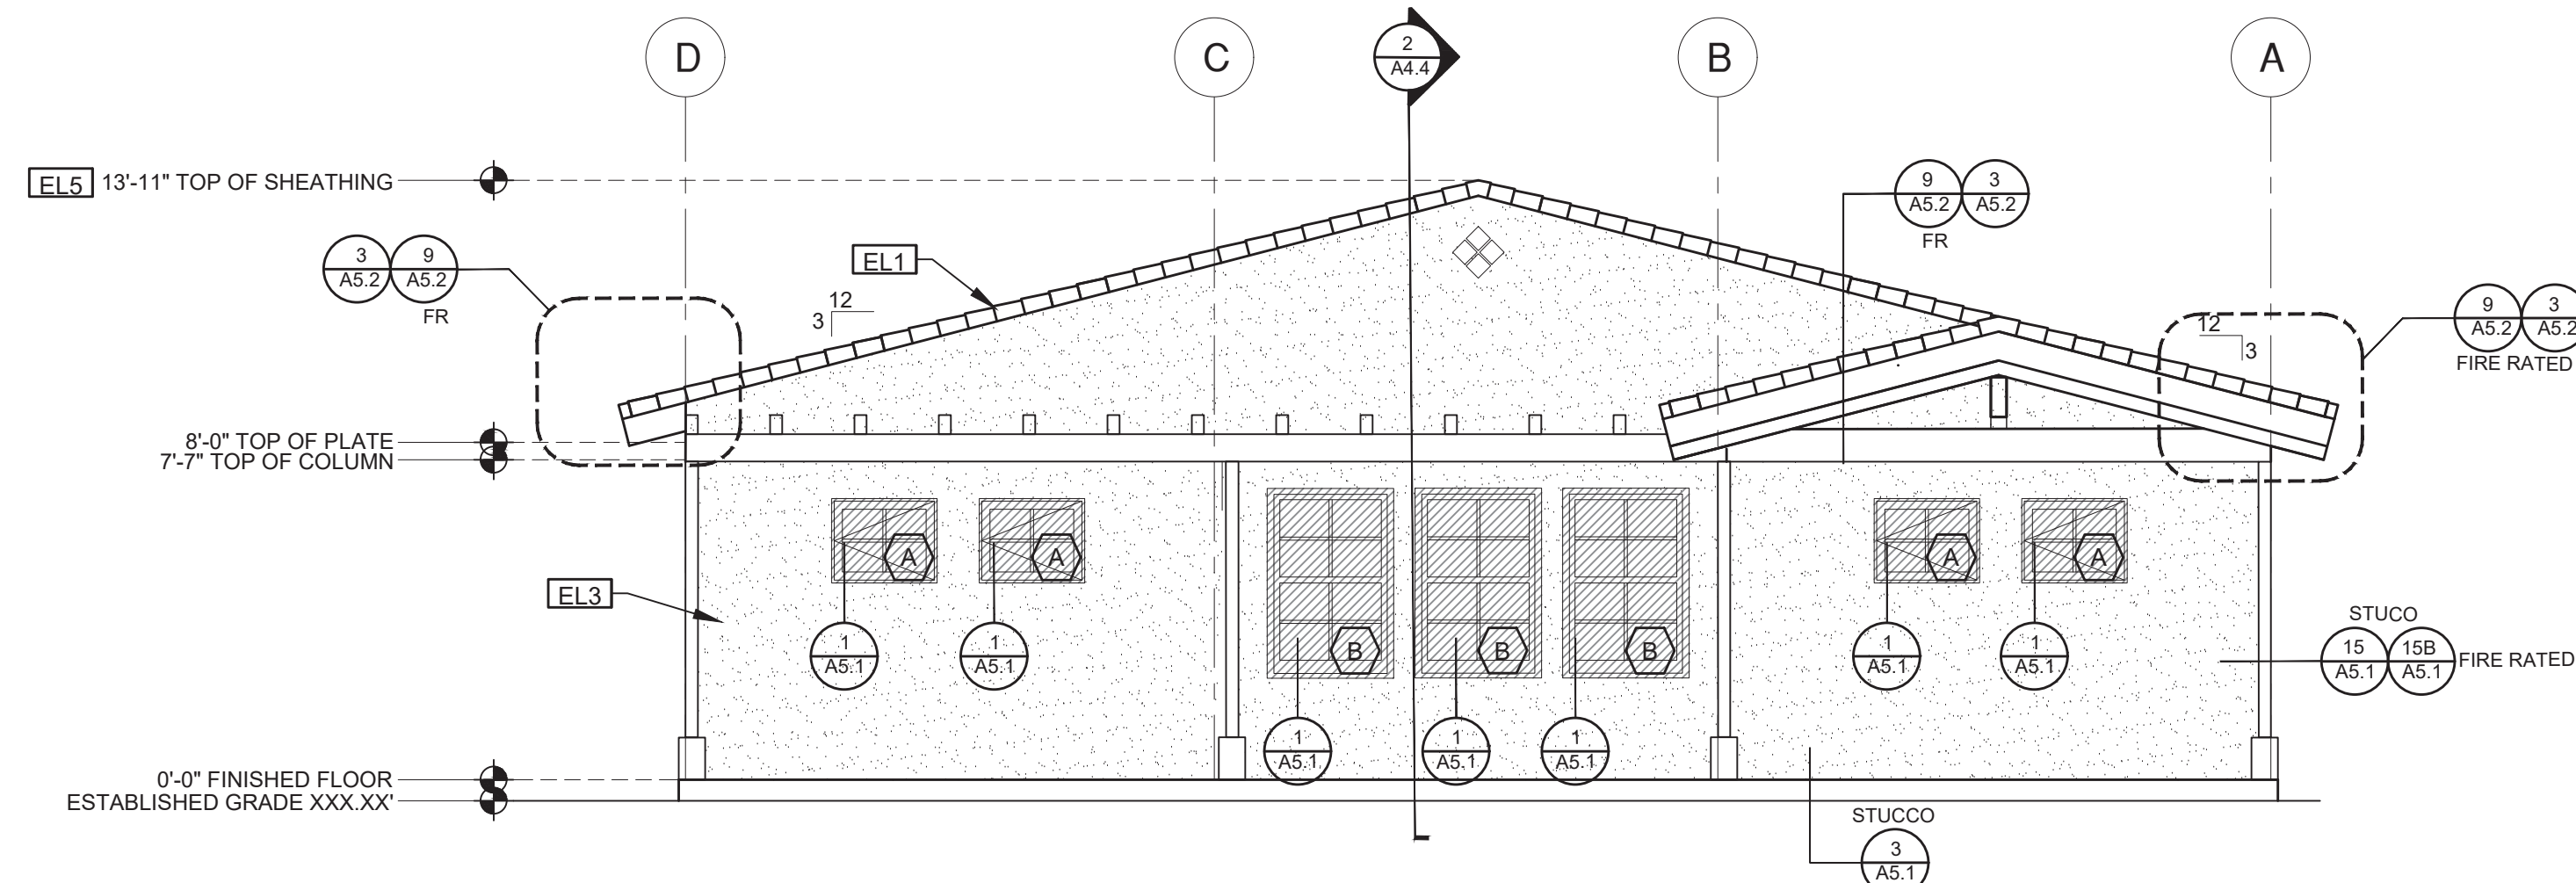 D
C
2
A4.4
B
A
EL5 13'-11" TOP OF SHEATHING
9
A5.2
3
A5.2
FR
3
A5.2
9
A5.2
FR
EL1
12
3
12
3
9
A5.2
3
A5.2
FIRE RATED
8'-0" TOP OF PLATE
7'-7" TOP OF COLUMN
A
A
A
A
EL3
B
B
B
1
A5.1
1
A5.1
1
A5.1
1
A5.1
STUCO
15
A5.1
15B
A5.1
FIRE RATED
1
A5.1
1
A5.1
1
A5.1
0'-0" FINISHED FLOOR
ESTABLISHED GRADE XXX.XX'
STUCCO
3
A5.1